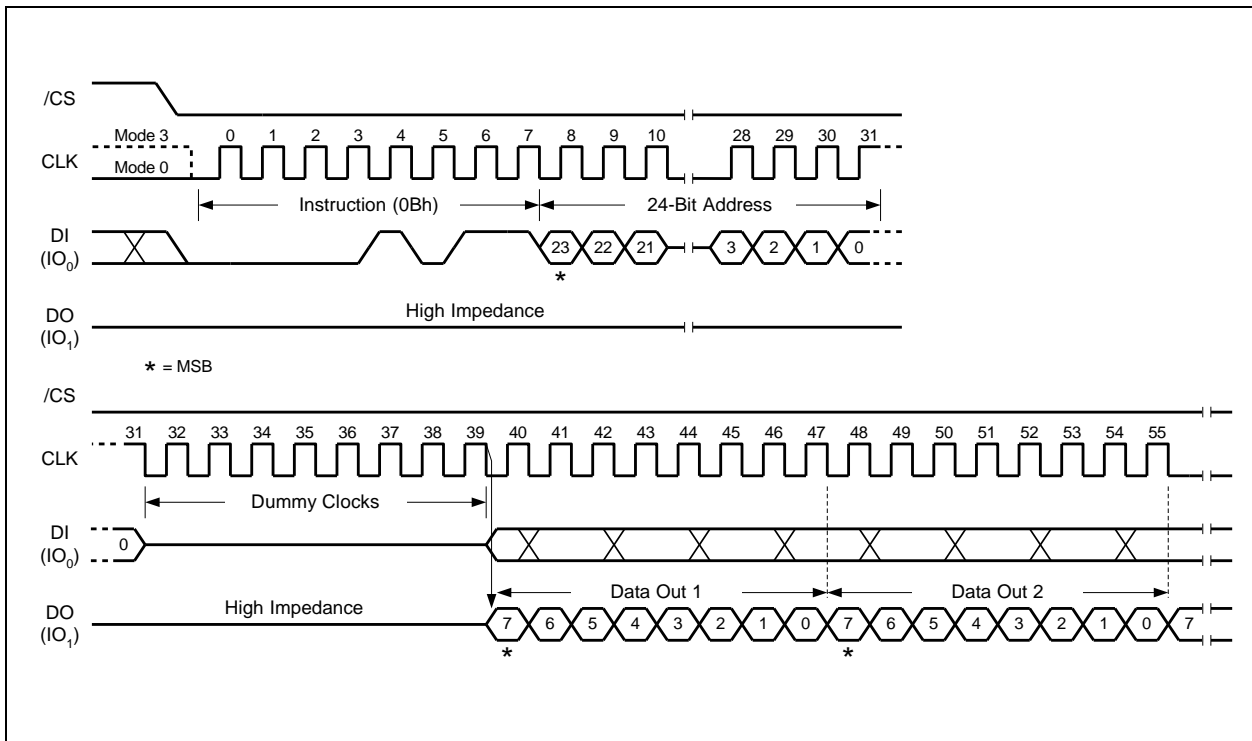 /CS
Mode 3 0 1 2 3 4 5 6 7 8 9 10 28 29 30 31
CLK
Mode 0
Instruction (0Bh) 24-Bit Address
DI
(IO0) 23 22 21 3 2 1 0
*
DO
(IO1)
High Impedance
* = MSB
/CS
31 32 33 34 35 36 37 38 39 40 41 42 43 44 45 46 47 48 49 50 51 52 53 54 55
CLK
Dummy Clocks
DI
(IO0) 0
Data Out 1 Data Out 2
DO
(IO1)
High Impedance 7 6 5 4 3 2 1 0 7 6 5 4 3 2 1 0 7
* *